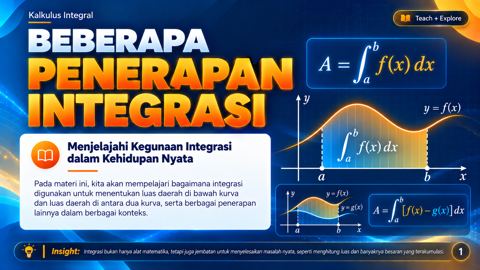 Kalkulus Integral
Teach + Explore
BEBERAPA
PENERAPAN
INTEGRASI
Menjelajahi Kegunaan Integrasi
dalam Kehidupan Nyata
Pada materi ini, kita akan mempelajari bagaimana integrasi
digunakan untuk menentukan luas daerah di bawah kurva
dan luas daerah di antara dua kurva, serta berbagai penerapan
lainnya dalam berbagai konteks.
A = ∫_a^b f(x) dx
y
y = f(x)
∫_a^b f(x) dx
a
b
x
y
y = f(x)
y = g(x)
a
b
x
A = ∫_a^b [f(x) − g(x)] dx
Insight:
Integrasi bukan hanya alat matematika, tetapi juga jembatan untuk menyelesaikan masalah nyata, seperti menghitung luas dan banyaknya besaran yang terakumulasi.
1